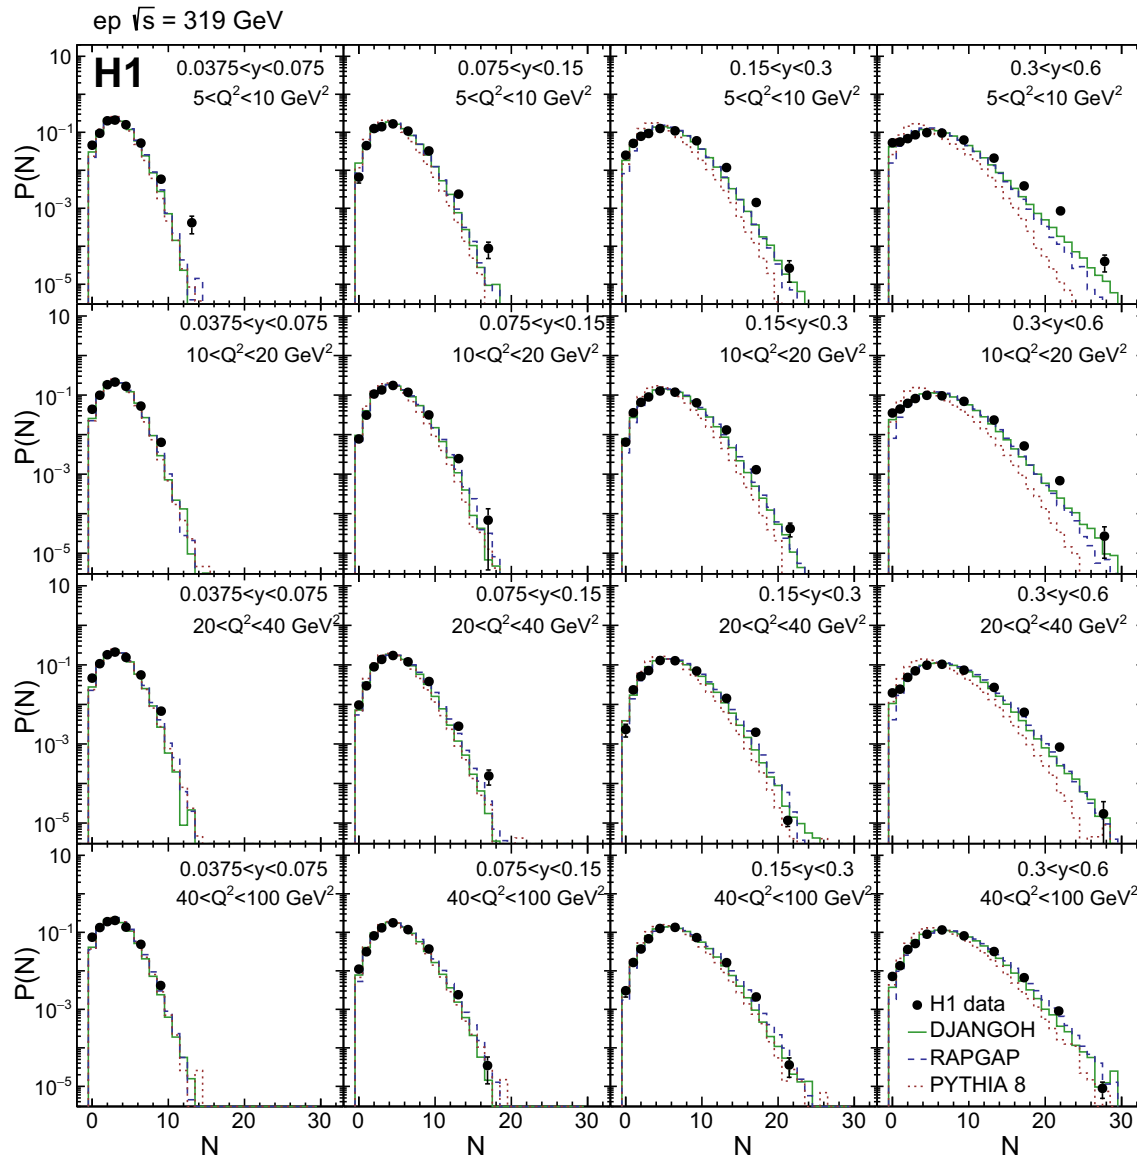 ep √s = 319 GeV
H1
0.0375<y<0.075
5<Q²<10 GeV²
0.075<y<0.15
5<Q²<10 GeV²
0.15<y<0.3
5<Q²<10 GeV²
0.3<y<0.6
5<Q²<10 GeV²
P(N)
10⁻¹
10
10⁻³
10⁻⁵
0.0375<y<0.075
10<Q²<20 GeV²
0.075<y<0.15
10<Q²<20 GeV²
0.15<y<0.3
10<Q²<20 GeV²
0.3<y<0.6
10<Q²<20 GeV²
P(N)
10
10⁻¹
10⁻³
10⁻⁵
0.0375<y<0.075
20<Q²<40 GeV²
0.075<y<0.15
20<Q²<40 GeV²
0.15<y<0.3
20<Q²<40 GeV²
0.3<y<0.6
20<Q²<40 GeV²
P(N)
10
10⁻¹
10⁻³
10⁻⁵
0.0375<y<0.075
40<Q²<100 GeV²
0.075<y<0.15
40<Q²<100 GeV²
0.15<y<0.3
40<Q²<100 GeV²
0.3<y<0.6
40<Q²<100 GeV²
P(N)
10
10⁻¹
10⁻³
10⁻⁵
H1 data
DJANGOH
RAPGAP
PYTHIA 8
0 10 20 30
0 10 20 30
0 10 20 30
0 10 20 30
N
N
N
N